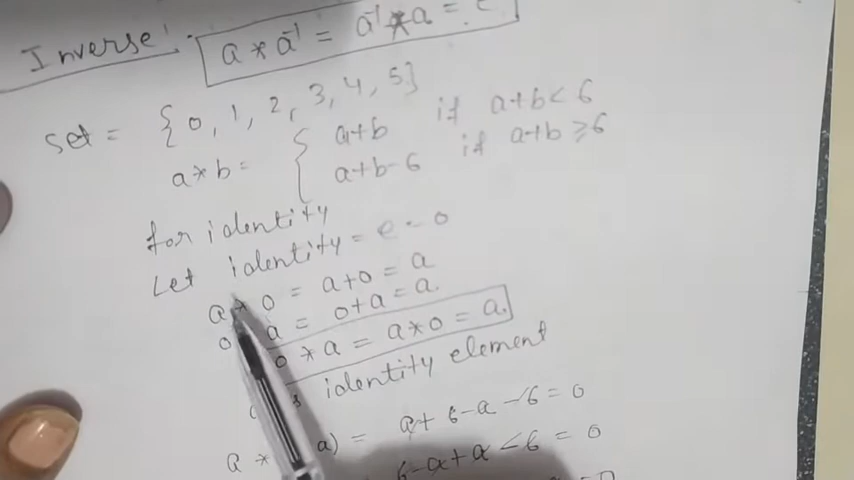 Inverse:
a * a⁻¹ = a⁻¹ * a = e
Set = {0, 1, 2, 3, 4, 5}
a * b = { a+b if a+b < 6
a+b-6 if a+b ≥ 6
for identity
Let identity = e = 0
a * 0 = a+0 = a
0 a = 0+a = a.
0 * a = a * 0 = a.
identity element
a * a) = a + 6-a-6 = 0
6-a+a < 6 = 0